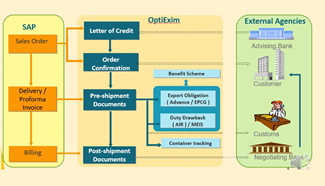 SAP
OptiExim
External Agencies
Sales Order
Letter of Credit
Advising Bank
Order
Confirmation
Customer
Benefit Scheme
Delivery /
Proforma
Invoice
Pre-shipment
Documents
Export Obligation
( Advance / EPCG )
Duty Drawback
( AIR ) / MEIS
Customs
Container tracking
Billing
Post-shipment
Documents
Negotiating Bank